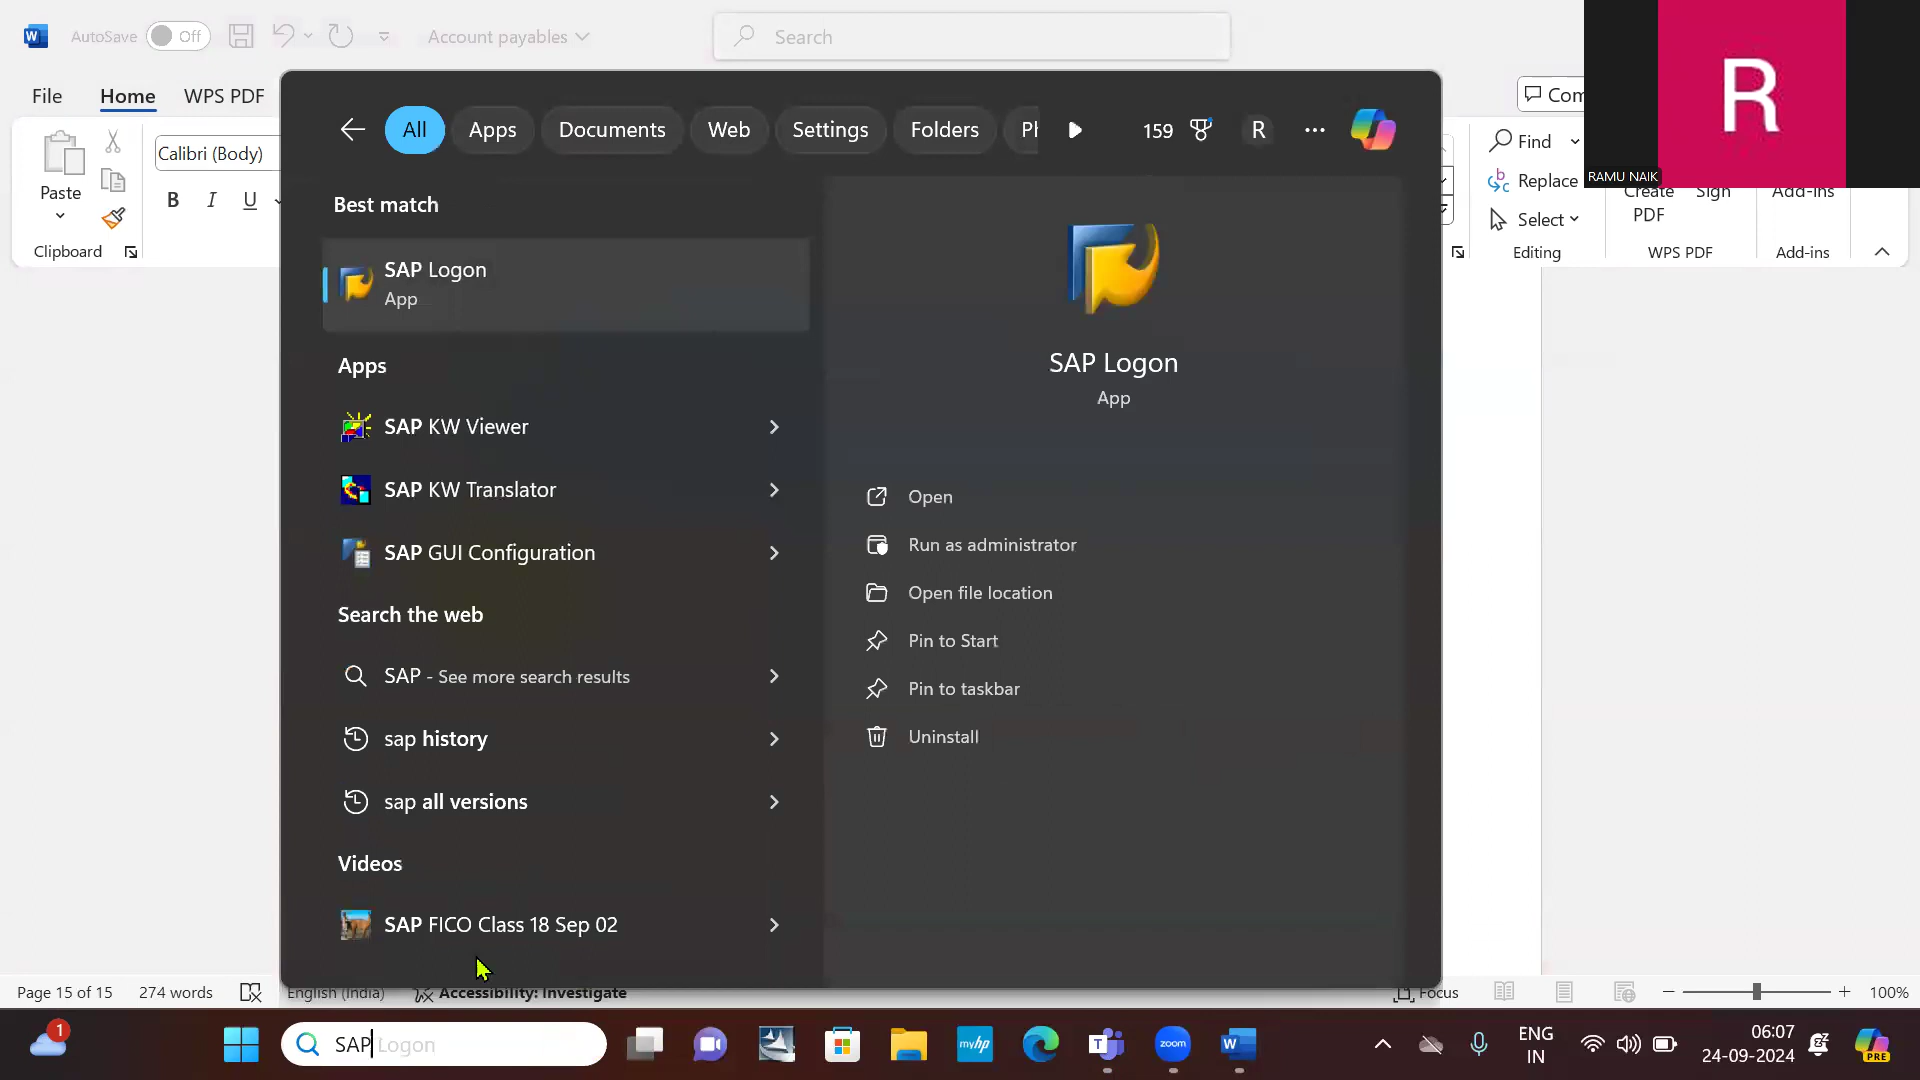 AutoSave Off Account payables Search
File Home WPS PDF Com
All Apps Documents Web Settings Folders 159 R
R
RAMU NAIK
Calibri (Body)
Paste
B I U
Clipboard
Find
Replace
Select
Editing
Create
PDF
Sign
WPS PDF
Add-ins
Add-ins
Best match
SAP Logon
App
Apps
SAP KW Viewer
SAP KW Translator
SAP GUI Configuration
Search the web
SAP - See more search results
sap history
sap all versions
Videos
SAP FICO Class 18 Sep 02
SAP Logon
App
Open
Run as administrator
Open file location
Pin to Start
Pin to taskbar
Uninstall
Page 15 of 15 274 words English (India) Accessibility: Investigate Focus 100%
1
SAP Logon
myhp
zoom
ENG
IN
06:07
24-09-2024
PRE